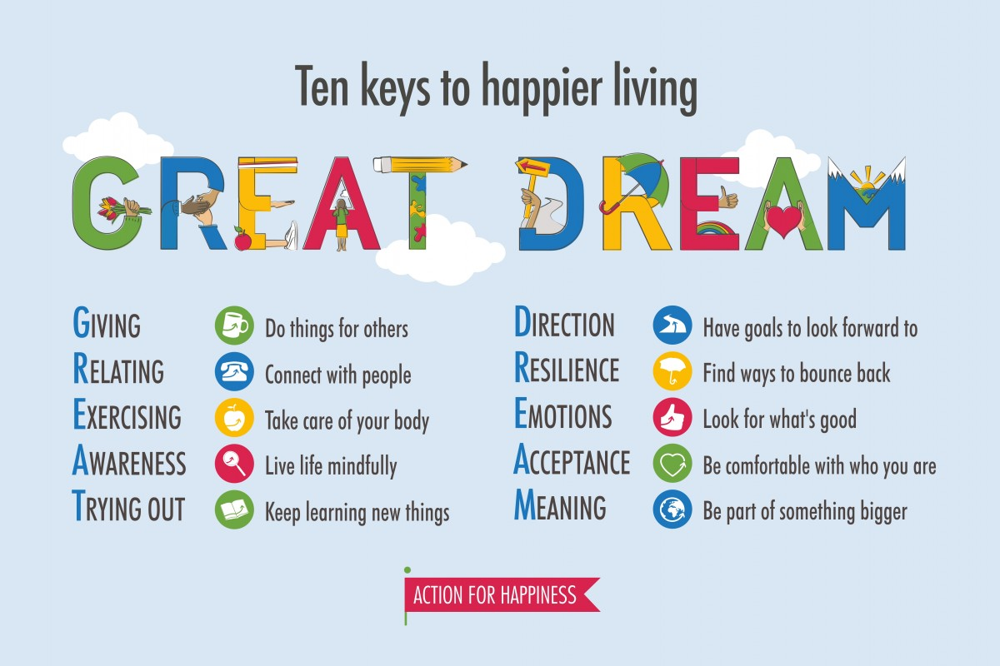 Ten keys to happier living
GREAT DREAM
GIVING Do things for others
RELATING Connect with people
EXERCISING Take care of your body
AWARENESS Live life mindfully
TRYING OUT Keep learning new things
DIRECTION Have goals to look forward to
RESILIENCE Find ways to bounce back
EMOTIONS Look for what's good
ACCEPTANCE Be comfortable with who you are
MEANING Be part of something bigger
ACTION FOR HAPPINESS